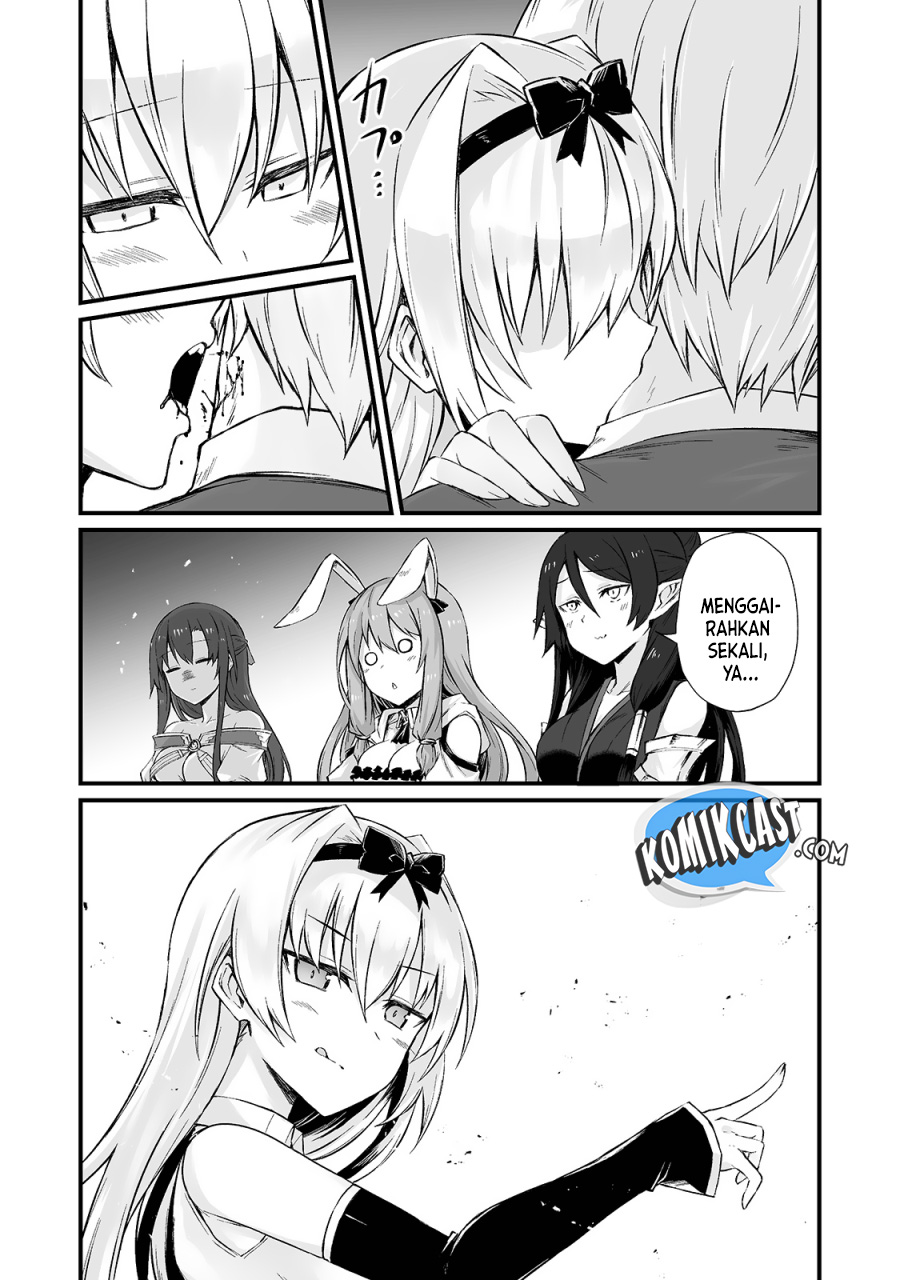 カプ…
MENGGAI-
RAHKAN
SEKALI,
YA...
KOMIKCAST
.COM